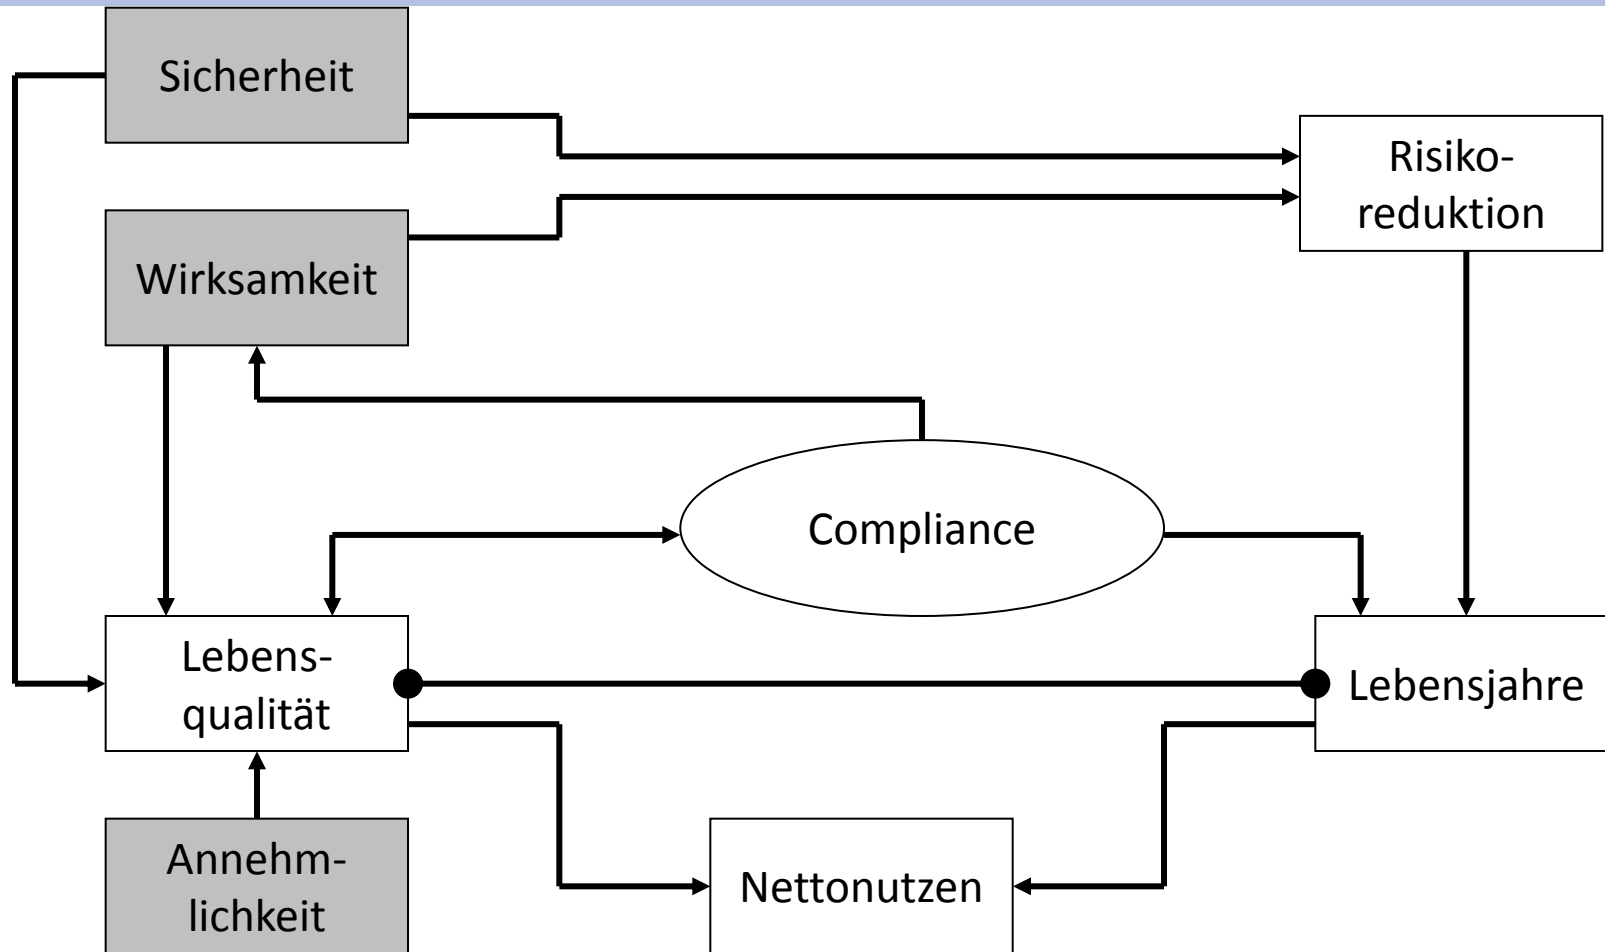 Sicherheit
Risiko-
reduktion
Wirksamkeit
Compliance
Lebens-
qualität
Lebensjahre
Annehm-
lichkeit
Nettonutzen